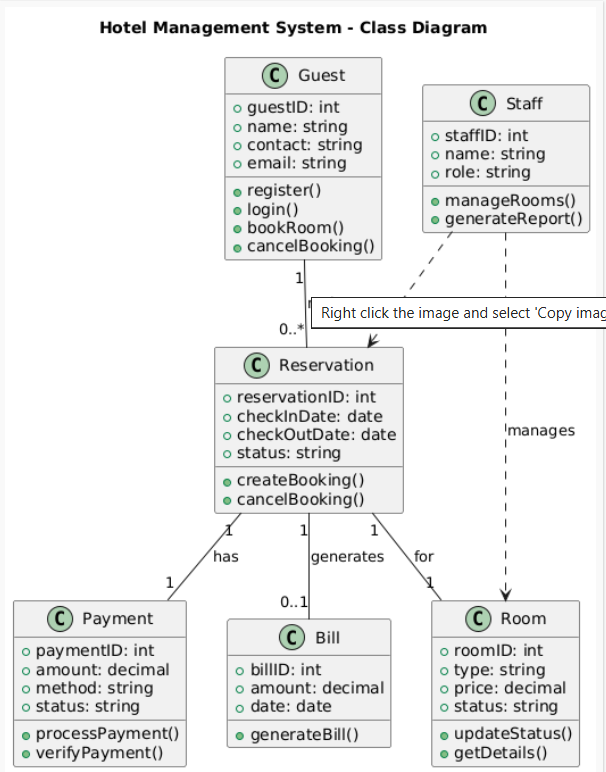 Hotel Management System - Class Diagram
C Guest
guestID: int
name: string
contact: string
email: string
register()
login()
bookRoom()
cancelBooking()
C Staff
staffID: int
name: string
role: string
manageRooms()
generateReport()
1
0..*
Right click the image and select 'Copy imag
manages
C Reservation
reservationID: int
checkInDate: date
checkOutDate: date
status: string
createBooking()
cancelBooking()
1
has
1
1
generates
0..1
1
for
1
C Payment
paymentID: int
amount: decimal
method: string
status: string
processPayment()
verifyPayment()
C Bill
billID: int
amount: decimal
date: date
generateBill()
C Room
roomID: int
type: string
price: decimal
status: string
updateStatus()
getDetails()